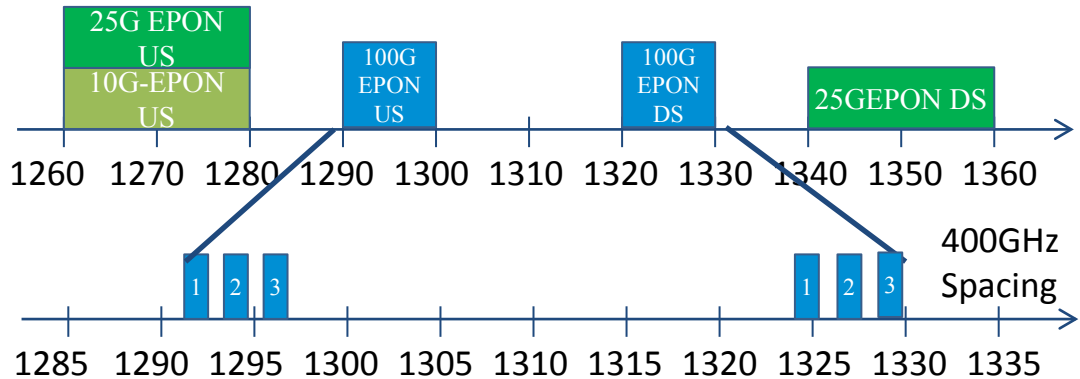 25G EPON
US
10G-EPON
US
100G
EPON
US
100G
EPON
DS
25GEPON DS
1260 1270 1280 1290 1300 1310 1320 1330 1340 1350 1360
400GHz
Spacing
1 2 3 1 2 3
1285 1290 1295 1300 1305 1310 1315 1320 1325 1330 1335